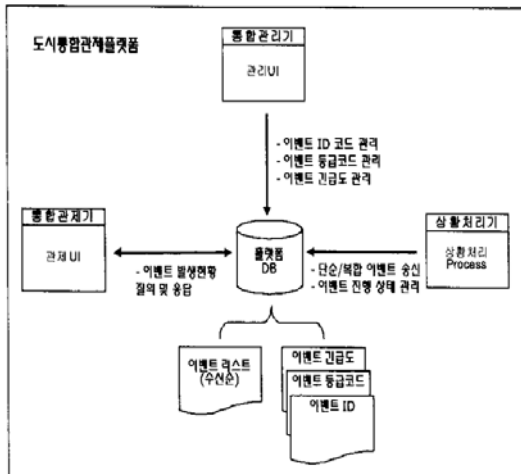 도시통합관제플랫폼
통합관리기
관리UI
- 이벤트 ID 코드 관리
- 이벤트 등급코드 관리
- 이벤트 긴급도 관리
통합관제기
관제 UI
- 이벤트 발생현황
질의 및 응답
플랫폼
DB
상황처리기
상황처리
Process
- 단순/복합 이벤트 송신
- 이벤트 진행 상태 관리
이벤트 리스트
(수신순)
이벤트 긴급도
이벤트 등급코드
이벤트 ID